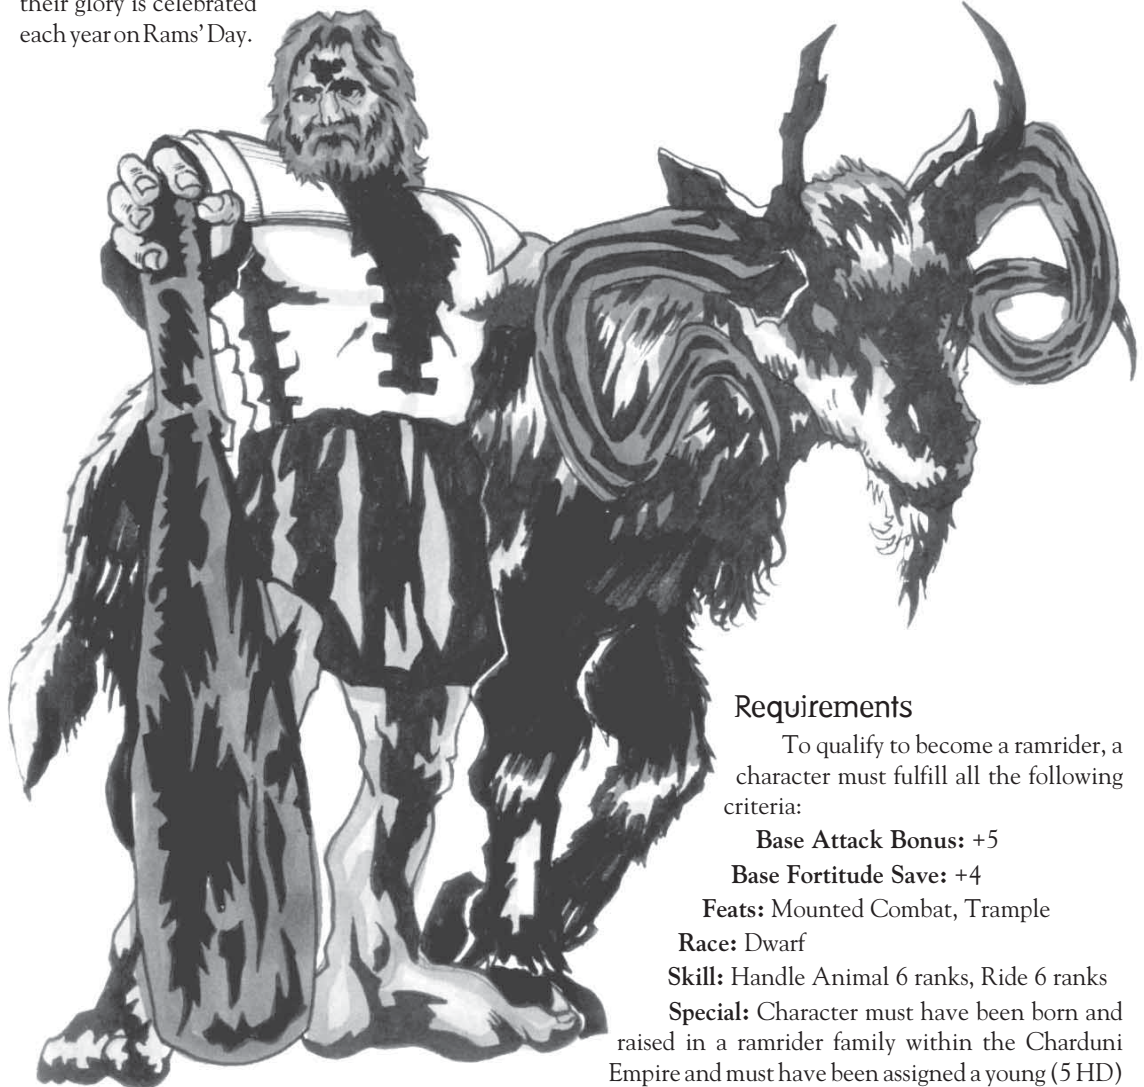 their glory is celebrated
each year on Rams' Day.
Requirements
To qualify to become a ramrider, a
character must fulfill all the following
criteria:
Base Attack Bonus: +5
Base Fortitude Save: +4
Feats: Mounted Combat, Trample
Race: Dwarf
Skill: Handle Animal 6 ranks, Ride 6 ranks
Special: Character must have been born and
raised in a ramrider family within the Charduni
Empire and must have been assigned a young (5 HD)